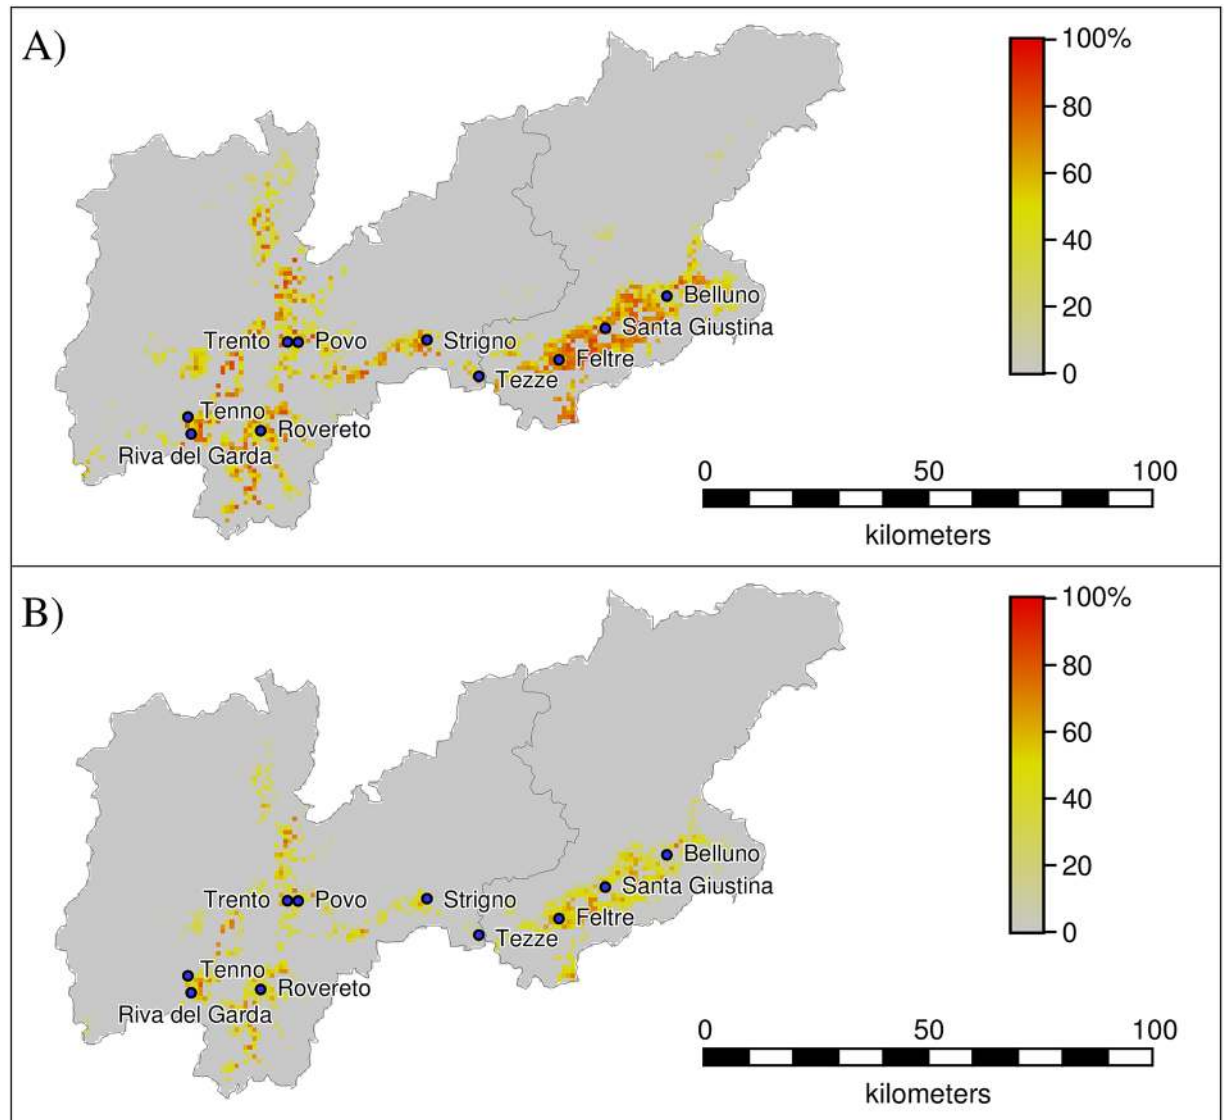 A)
100%
80
60
40
20
0
Belluno
Santa Giustina
Trento
Povo
Strigno
Feltre
Tezze
Tenno
Rovereto
Riva del Garda
0 50 100
kilometers
B)
100%
80
60
40
20
0
Belluno
Santa Giustina
Trento
Povo
Strigno
Feltre
Tezze
Tenno
Rovereto
Riva del Garda
0 50 100
kilometers